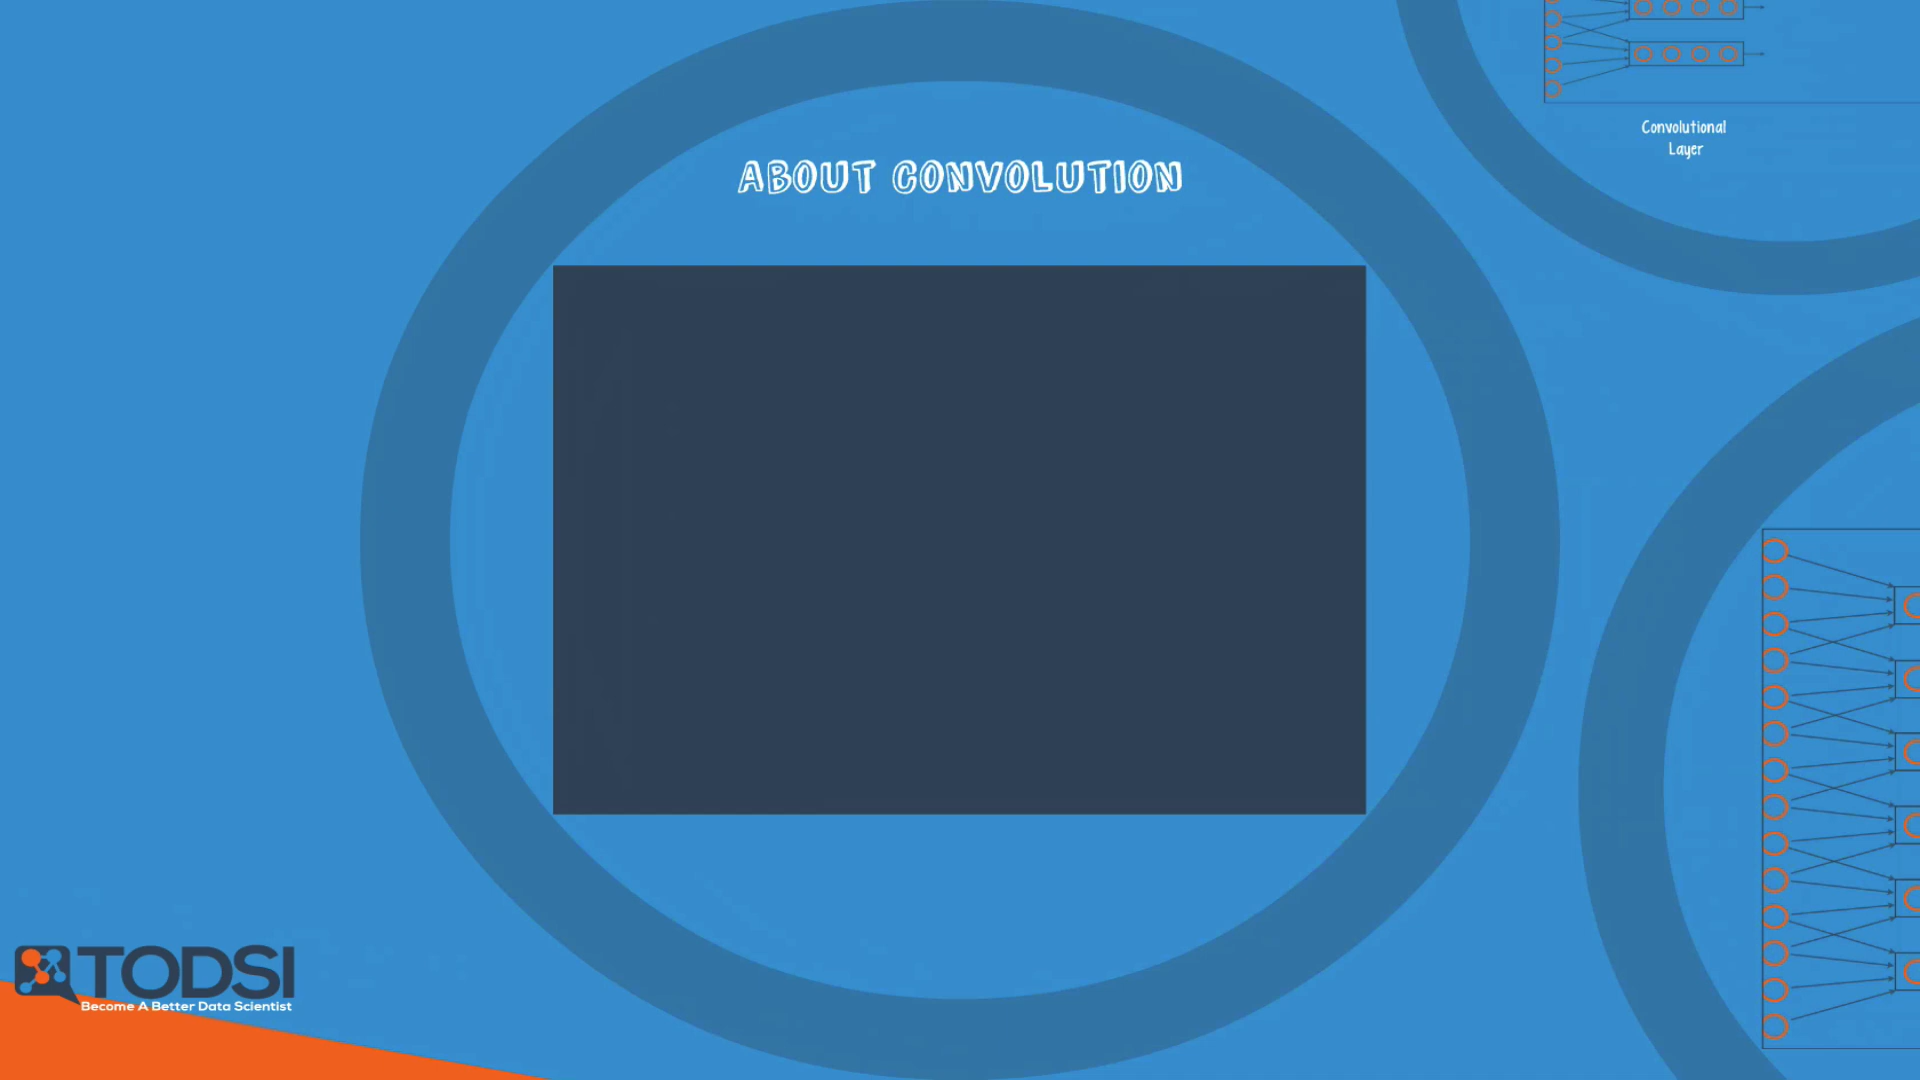 ABOUT CONVOLUTION
Convolutional
Layer
TODSI
Become A Better Data Scientist